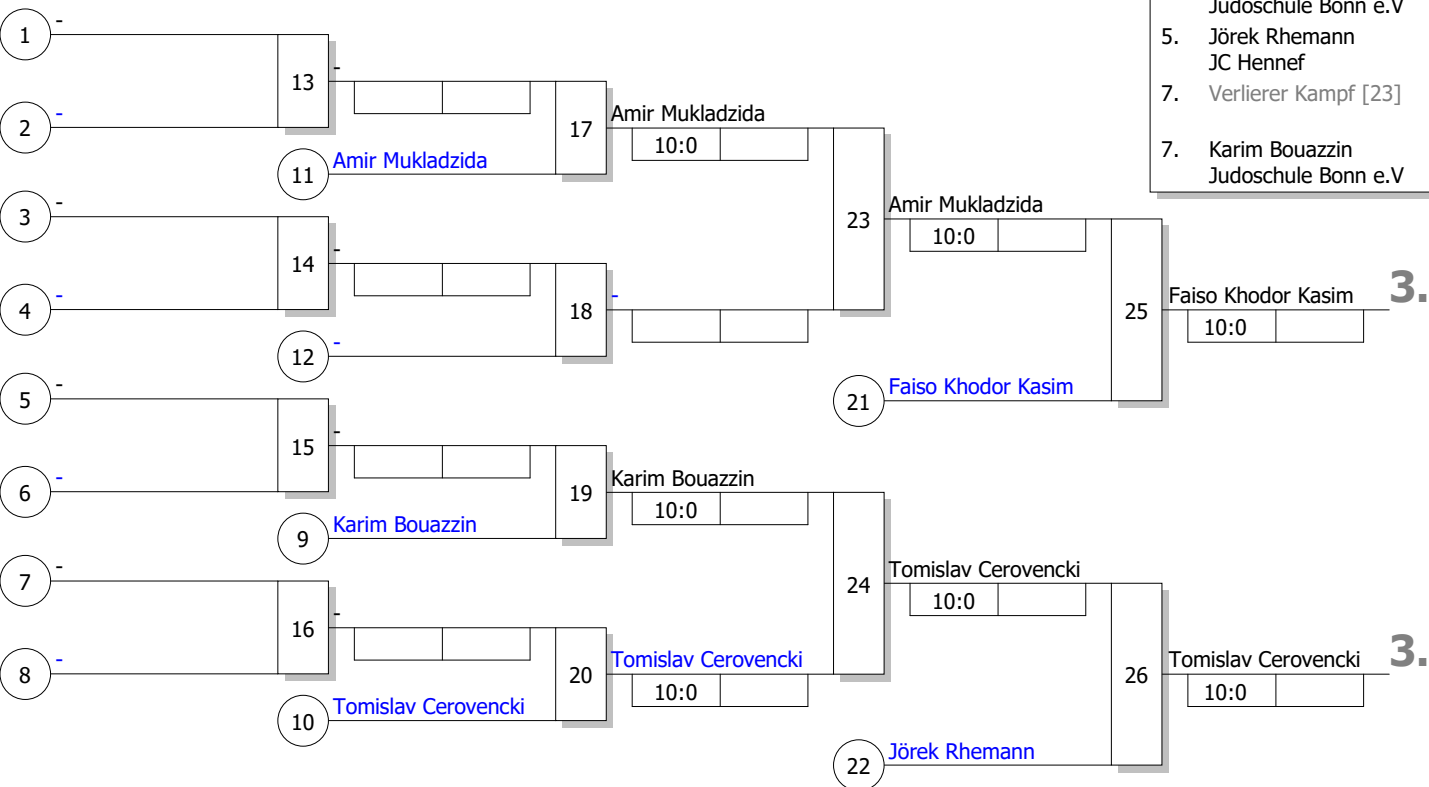 Judoschule Bonn e.V
5. Jörek Rhemann
JC Hennef
7. Verlierer Kampf [23]
7. Karim Bouazzin
Judoschule Bonn e.V
1 -
13 -
2 -
17 Amir Mukladzida
10:0
11 Amir Mukladzida
3 -
23 Amir Mukladzida
10:0
14 -
4 -
18 -
12 -
25 Faiso Khodor Kasim 3.
10:0
5 -
21 Faiso Khodor Kasim
15 -
6 -
19 Karim Bouazzin
10:0
9 Karim Bouazzin
7 -
24 Tomislav Cerovencki
10:0
16 -
8 -
20 Tomislav Cerovencki
10:0
10 Tomislav Cerovencki
26 Tomislav Cerovencki 3.
10:0
22 Jörek Rhemann